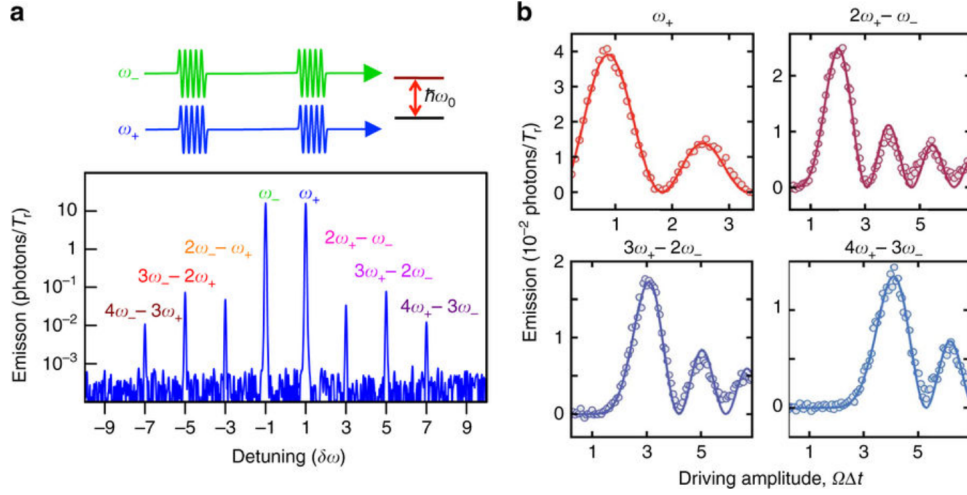 a
ω₋
ω₊
ℏω₀
Emisson (photons/Tᵣ)
10
1
10⁻¹
10⁻²
10⁻³
ω₋
ω₊
2ω₋ – ω₊
2ω₊ – ω₋
3ω₋ – 2ω₊
3ω₊ – 2ω₋
4ω₋ – 3ω₊
4ω₊ – 3ω₋
–9 –7 –5 –3 –1 1 3 5 7 9
Detuning (δω)
b
Emission (10⁻² photons/Tᵣ)
ω₊
4
3
2
1
0
1 2 3
2ω₊ – ω₋
2
1
0
1 3 5
3ω₊ – 2ω₋
2
1
0
1 3 5
4ω₊ – 3ω₋
1
0
1 3 5
Driving amplitude, ΩΔt